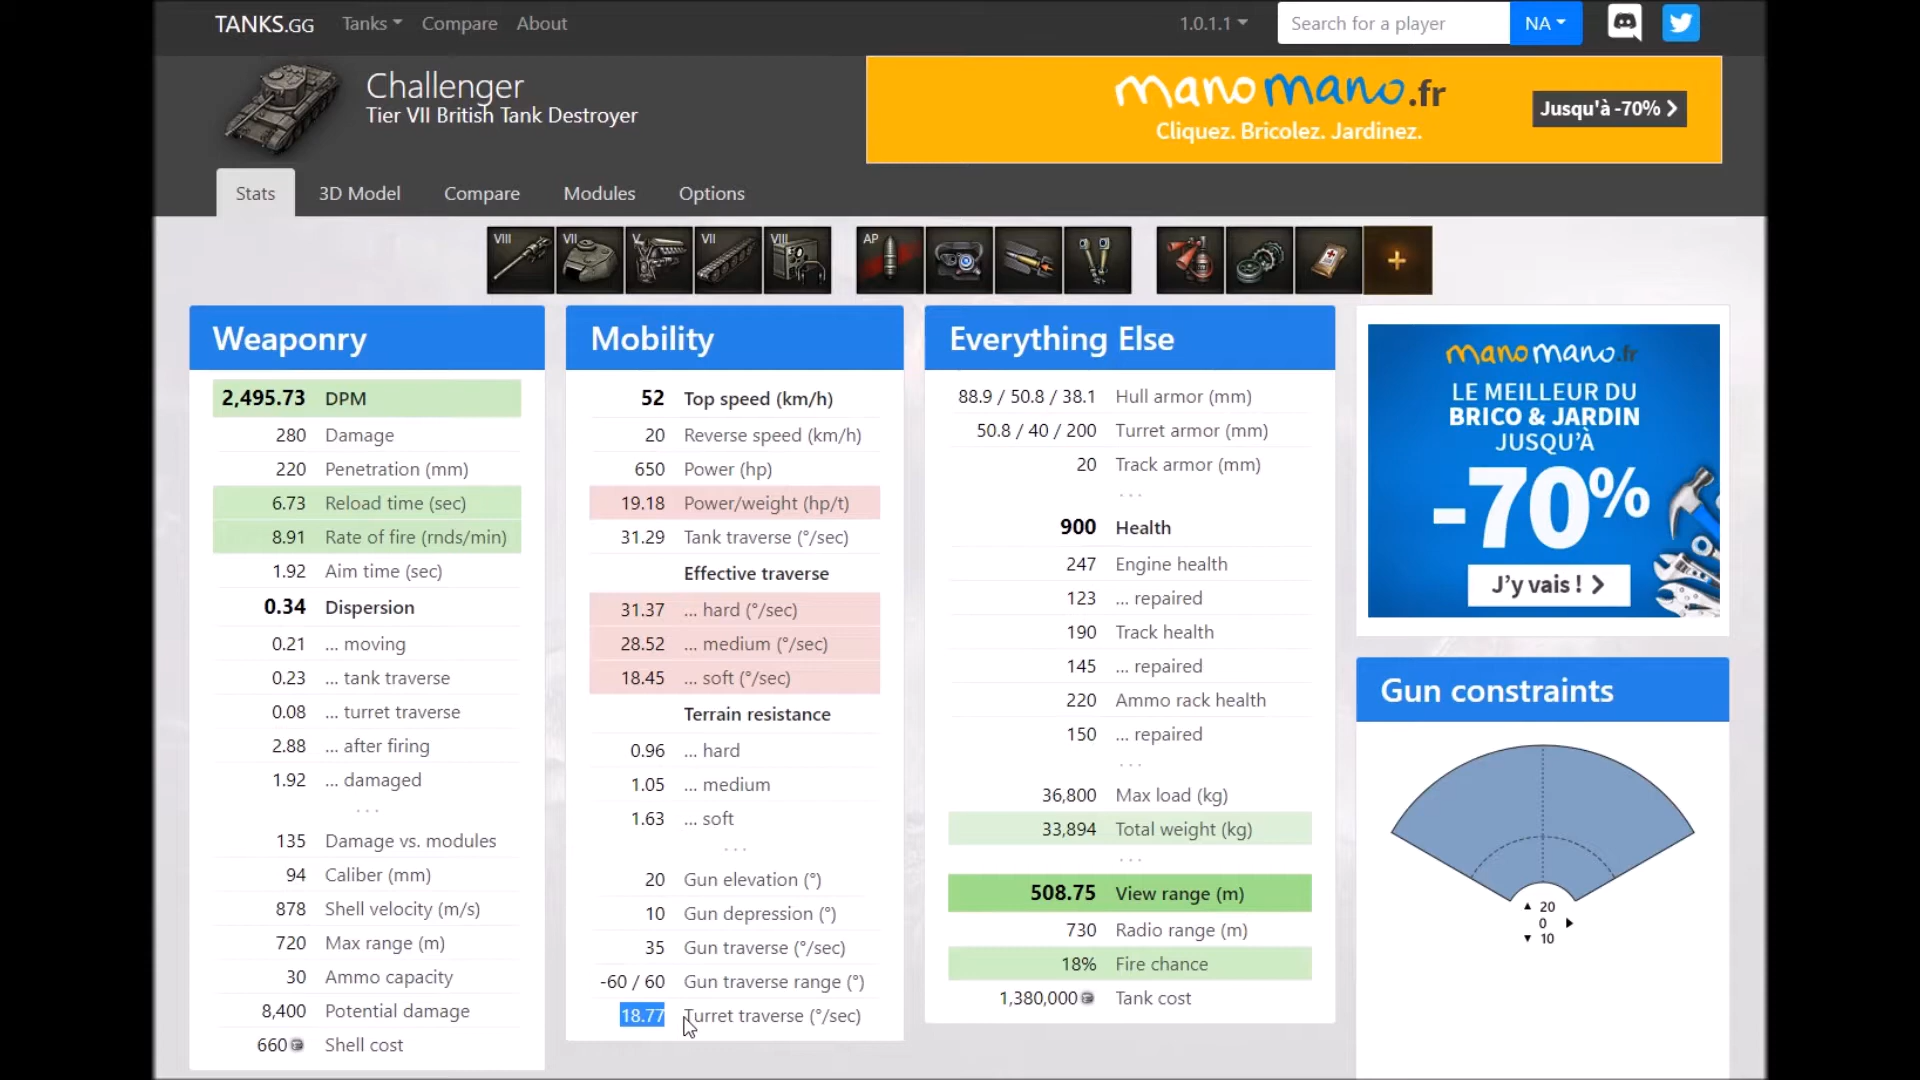 TANKS.GG Tanks Compare About 1.0.1.1 Search for a player NA
Challenger
Tier VII British Tank Destroyer
manomano.fr
Cliquez. Bricolez. Jardinez.
Jusqu'à -70%
Stats 3D Model Compare Modules Options
VIII VII V VII VIII AP
Weaponry
2,495.73 DPM
280 Damage
220 Penetration (mm)
6.73 Reload time (sec)
8.91 Rate of fire (rnds/min)
1.92 Aim time (sec)
0.34 Dispersion
0.21 ... moving
0.23 ... tank traverse
0.08 ... turret traverse
2.88 ... after firing
1.92 ... damaged
...
135 Damage vs. modules
94 Caliber (mm)
878 Shell velocity (m/s)
720 Max range (m)
30 Ammo capacity
8,400 Potential damage
660 Shell cost
Mobility
52 Top speed (km/h)
20 Reverse speed (km/h)
650 Power (hp)
19.18 Power/weight (hp/t)
31.29 Tank traverse (°/sec)
Effective traverse
31.37 ... hard (°/sec)
28.52 ... medium (°/sec)
18.45 ... soft (°/sec)
Terrain resistance
0.96 ... hard
1.05 ... medium
1.63 ... soft
...
20 Gun elevation (°)
10 Gun depression (°)
35 Gun traverse (°/sec)
-60 / 60 Gun traverse range (°)
18.77 Turret traverse (°/sec)
Everything Else
88.9 / 50.8 / 38.1 Hull armor (mm)
50.8 / 40 / 200 Turret armor (mm)
20 Track armor (mm)
...
900 Health
247 Engine health
123 ... repaired
190 Track health
145 ... repaired
220 Ammo rack health
150 ... repaired
...
36,800 Max load (kg)
33,894 Total weight (kg)
...
508.75 View range (m)
730 Radio range (m)
18% Fire chance
1,380,000 Tank cost
manomano.fr
LE MEILLEUR DU
BRICO & JARDIN
JUSQU'À
-70%
J'y vais !
Gun constraints
20
0
10